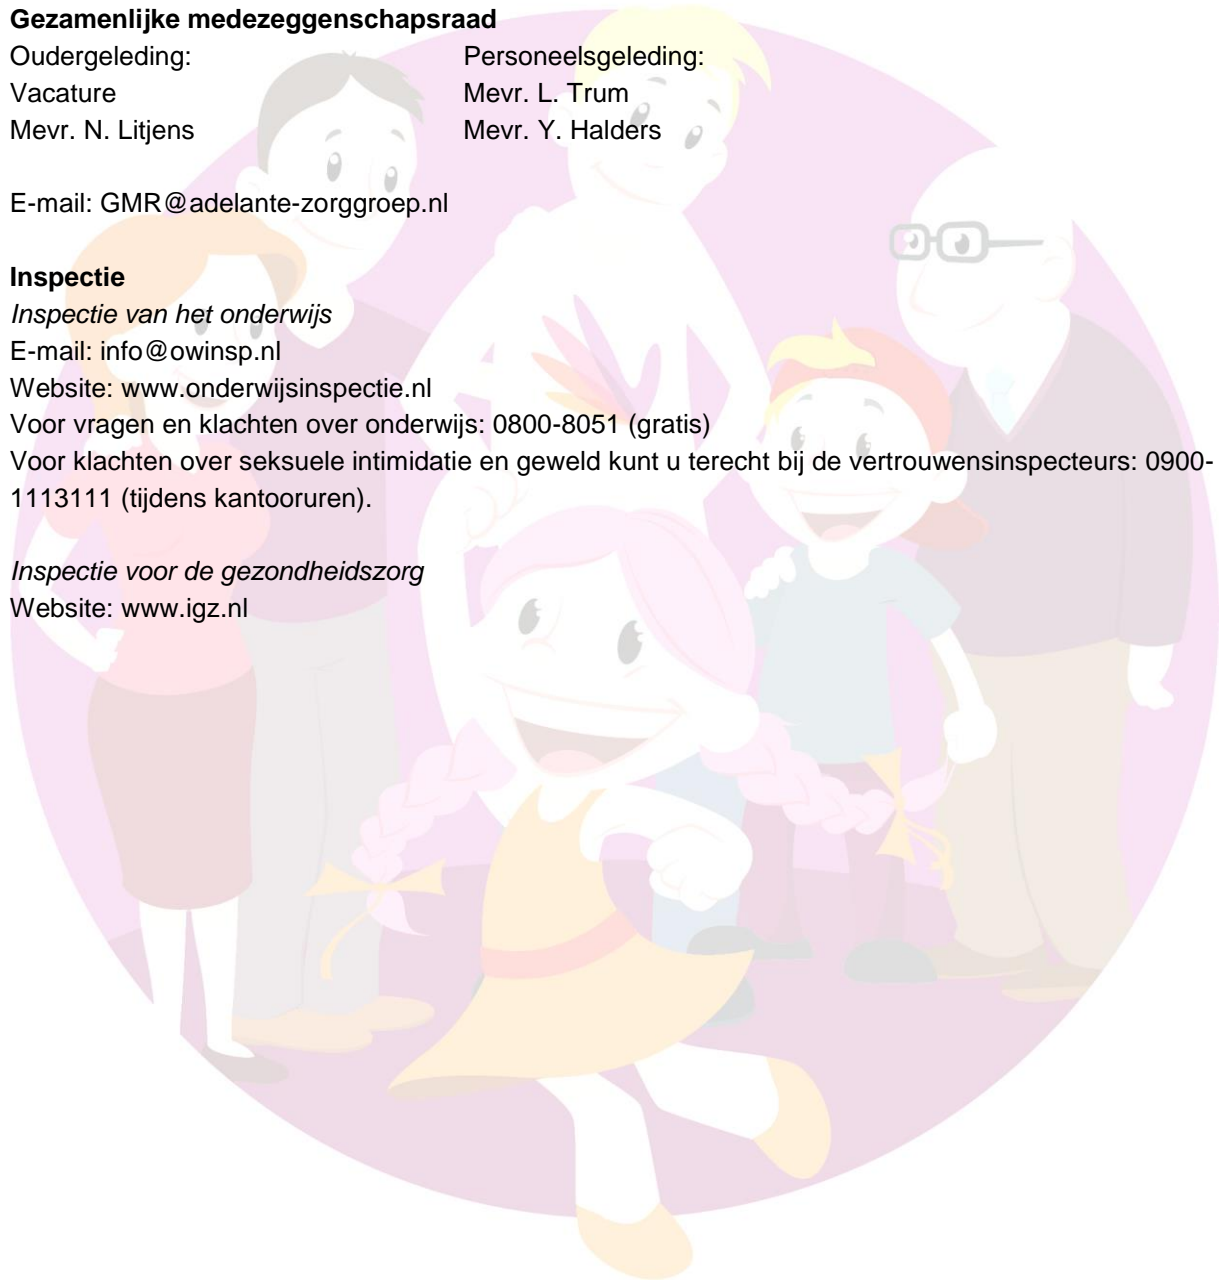 Gezamenlijke medezeggenschapsraad
Oudergeleding: Personeelsgeleding:
Vacature Mevr. L. Trum
Mevr. N. Litjens Mevr. Y. Halders
E-mail: GMR@adelante-zorggroep.nl
Inspectie
Inspectie van het onderwijs
E-mail: info@owinsp.nl
Website: www.onderwijsinspectie.nl
Voor vragen en klachten over onderwijs: 0800-8051 (gratis)
Voor klachten over seksuele intimidatie en geweld kunt u terecht bij de vertrouwensinspecteurs: 0900-
1113111 (tijdens kantooruren).
Inspectie voor de gezondheidszorg
Website: www.igz.nl